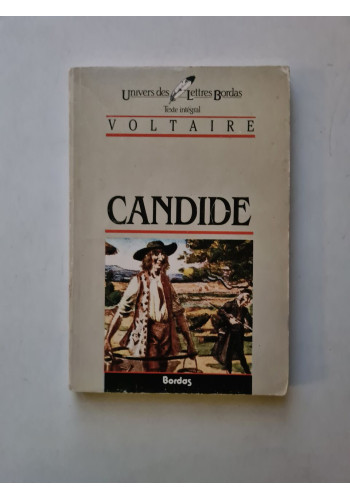 Univers des Lettres Bordas
Texte intégral
VOLTAIRE
CANDIDE
Bordas